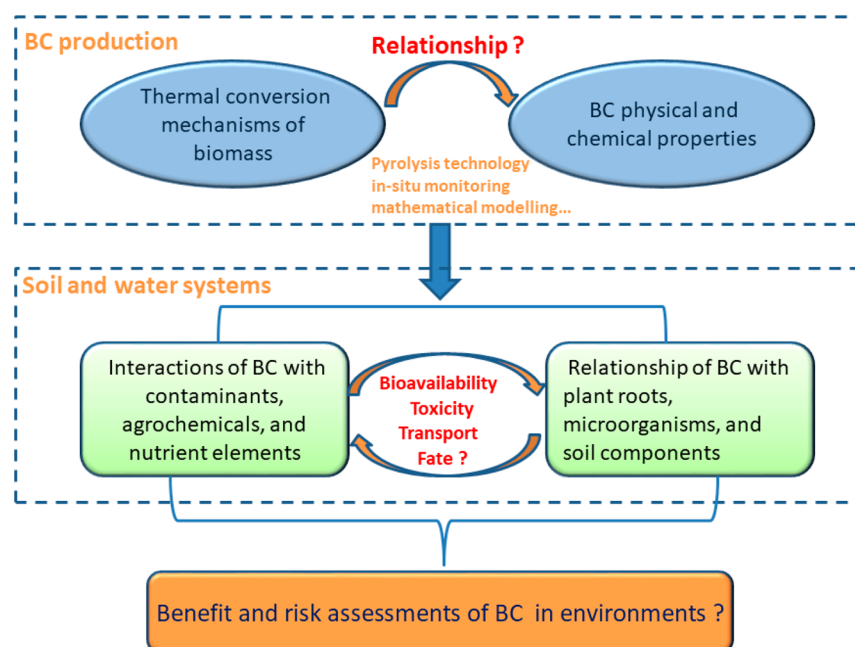 BC production
Relationship ?
Thermal conversion
mechanisms of
biomass
BC physical and
chemical properties
Pyrolysis technology
in-situ monitoring
mathematical modelling...
Soil and water systems
Interactions of BC with
contaminants,
agrochemicals, and
nutrient elements
Bioavailability
Toxicity
Transport
Fate ?
Relationship of BC with
plant roots,
microorganisms, and
soil components
Benefit and risk assessments of BC in environments ?